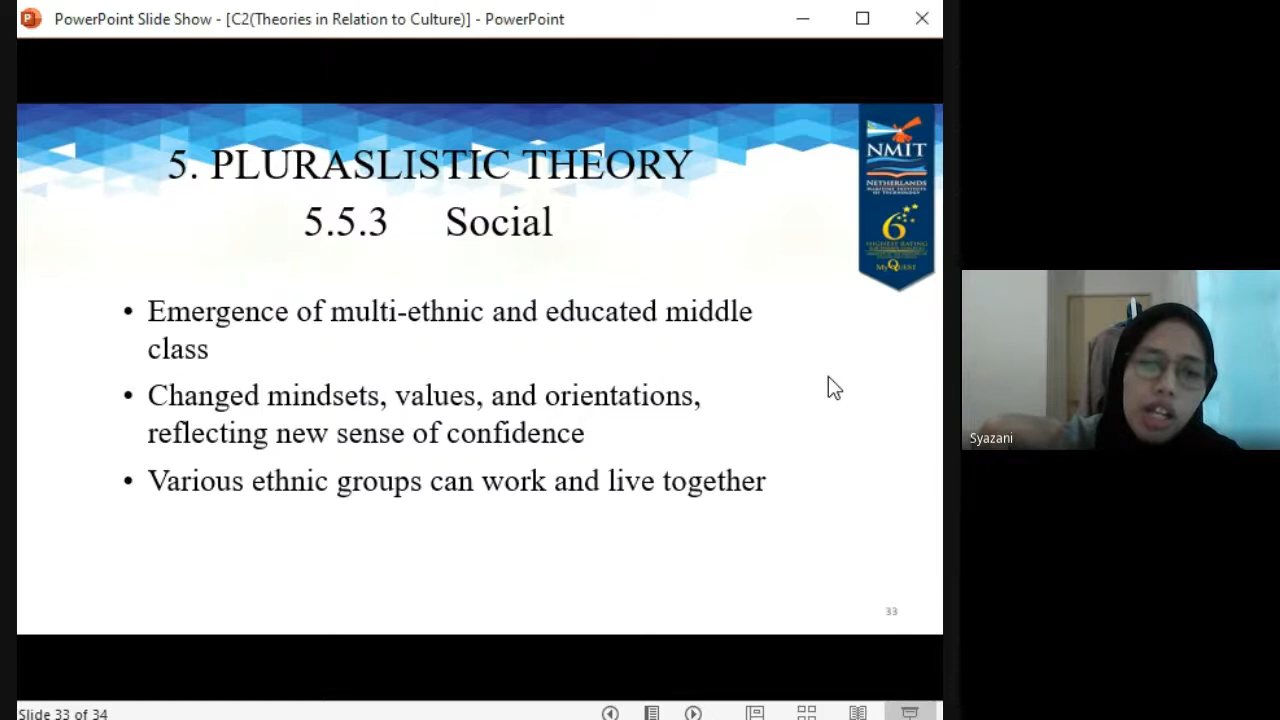 PowerPoint Slide Show - [C2(Theories in Relation to Culture)] - PowerPoint
5. PLURASLISTIC THEORY
5.5.3 Social
• Emergence of multi-ethnic and educated middle
class
• Changed mindsets, values, and orientations,
reflecting new sense of confidence
• Various ethnic groups can work and live together
33
NMIT
NETHERLANDS
MARITIME INSTITUTE
OF TECHNOLOGY
6
HIGHEST RATING
MyQUEST
Syazani
Slide 33 of 34